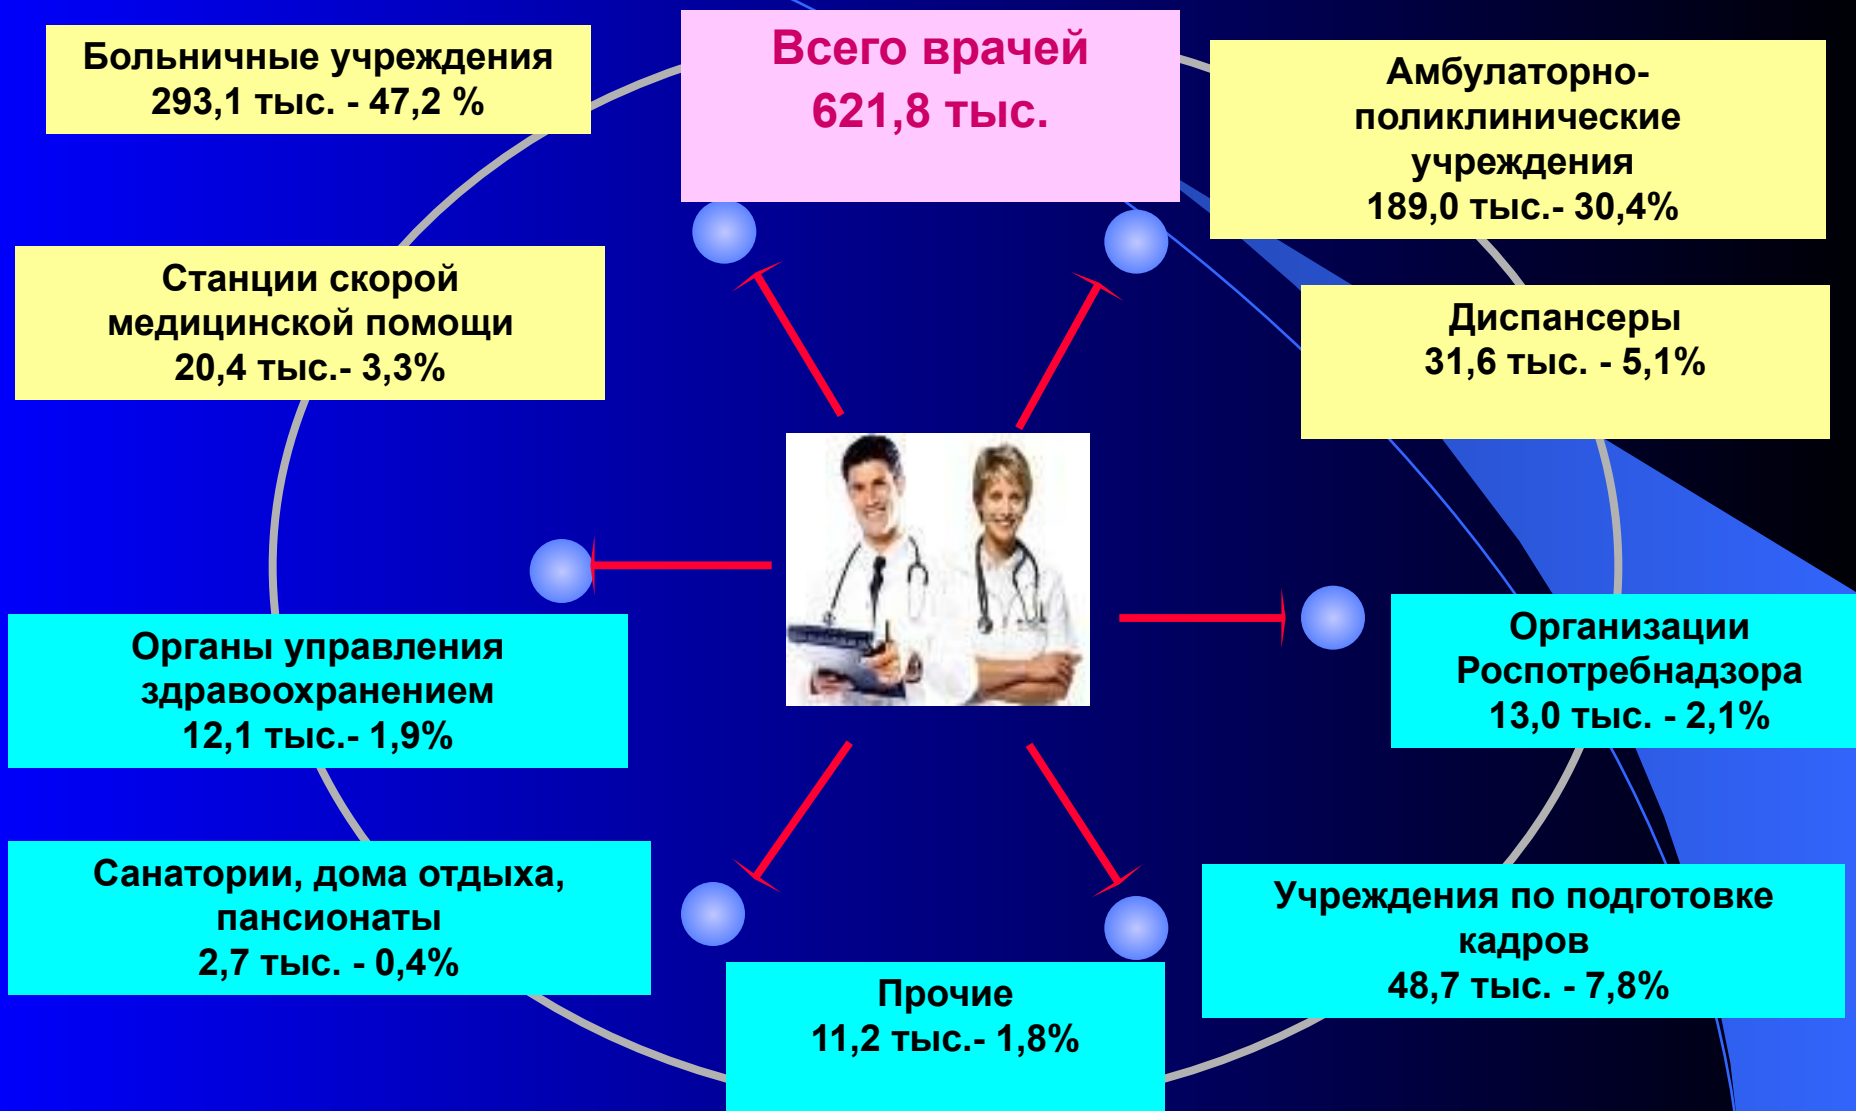 Всего врачей
621,8 тыс.
Больничные учреждения
293,1 тыс. - 47,2 %
Амбулаторно-
поликлинические
учреждения
189,0 тыс.- 30,4%
Станции скорой
медицинской помощи
20,4 тыс.- 3,3%
Диспансеры
31,6 тыс. - 5,1%
Органы управления
здравоохранением
12,1 тыс.- 1,9%
Организации
Роспотребнадзора
13,0 тыс. - 2,1%
Санатории, дома отдыха,
пансионаты
2,7 тыс. - 0,4%
Учреждения по подготовке
кадров
48,7 тыс. - 7,8%
Прочие
11,2 тыс.- 1,8%